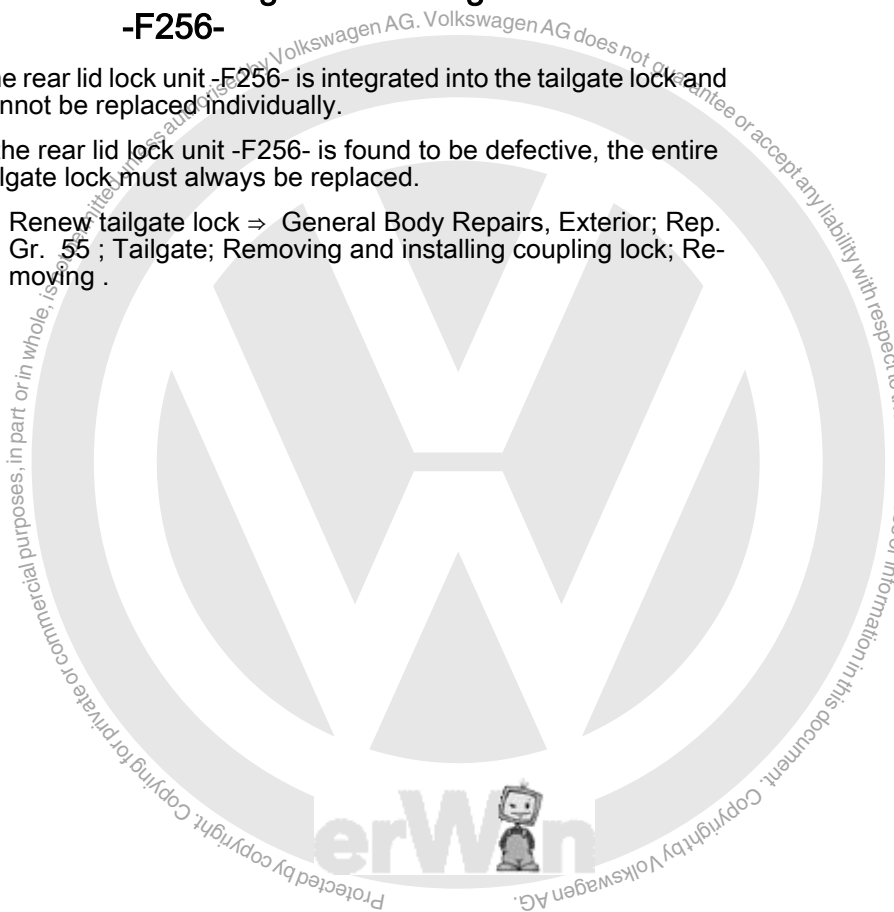 -F256-
he rear lid lock unit -F256- is integrated into the tailgate lock and
nnot be replaced individually.
he rear lid lock unit -F256- is found to be defective, the entire
lgate lock must always be replaced.
Renew tailgate lock ⇒ General Body Repairs, Exterior; Rep.
Gr. 55 ; Tailgate; Removing and installing coupling lock; Re-
moving .
Protected by copyright. Copying for private or commercial purposes, in part or in whole, is not permitted unless authorised by Volkswagen AG. Volkswagen AG does not guarantee or accept any liability with respect to
of information in this document. Copyright by Volkswagen AG.
erWin